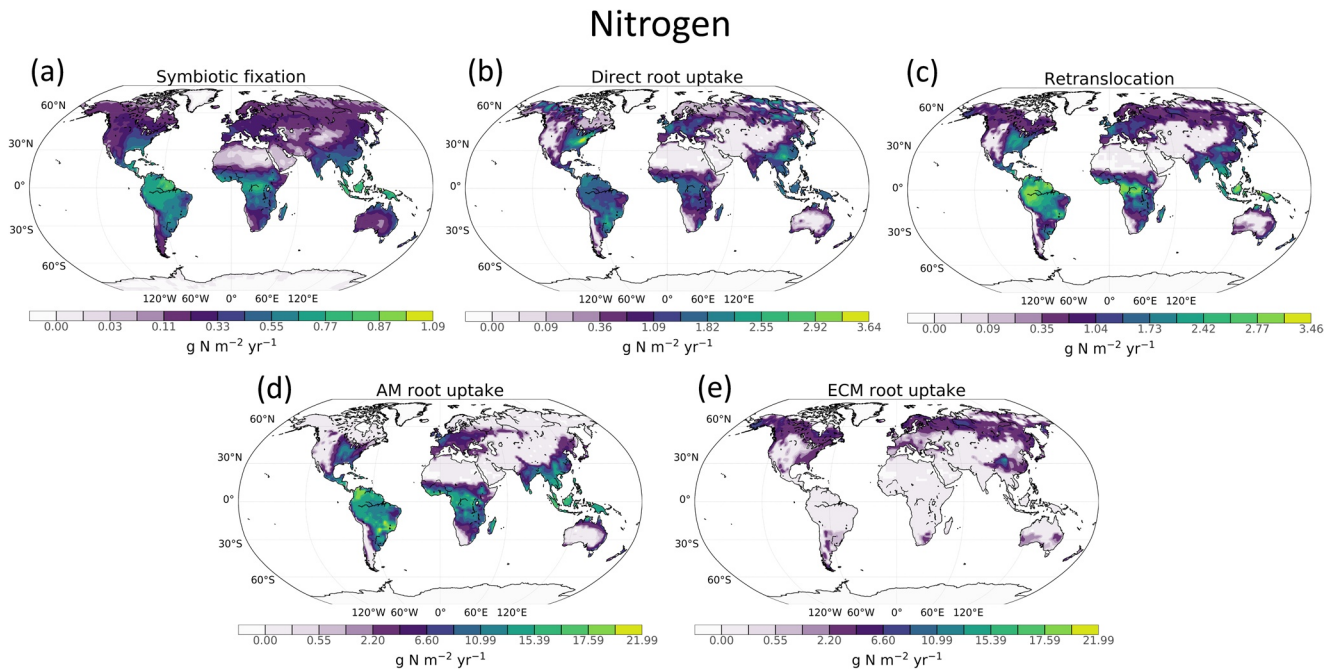 Nitrogen
(a)
Symbiotic fixation
60°N
30°N
0°
30°S
60°S
120°W 60°W 0° 60°E 120°E
0.00 0.03 0.11 0.33 0.55 0.77 0.87 1.09
g N m⁻² yr⁻¹
(b)
Direct root uptake
60°N
30°N
0°
30°S
60°S
120°W 60°W 0° 60°E 120°E
0.00 0.09 0.36 1.09 1.82 2.55 2.92 3.64
g N m⁻² yr⁻¹
(c)
Retranslocation
60°N
30°N
0°
30°S
60°S
120°W 60°W 0° 60°E 120°E
0.00 0.09 0.35 1.04 1.73 2.42 2.77 3.46
g N m⁻² yr⁻¹
(d)
AM root uptake
60°N
30°N
0°
30°S
60°S
120°W 60°W 0° 60°E 120°E
0.00 0.55 2.20 6.60 10.99 15.39 17.59 21.99
g N m⁻² yr⁻¹
(e)
ECM root uptake
60°N
30°N
0°
30°S
60°S
120°W 60°W 0° 60°E 120°E
0.00 0.55 2.20 6.60 10.99 15.39 17.59 21.99
g N m⁻² yr⁻¹